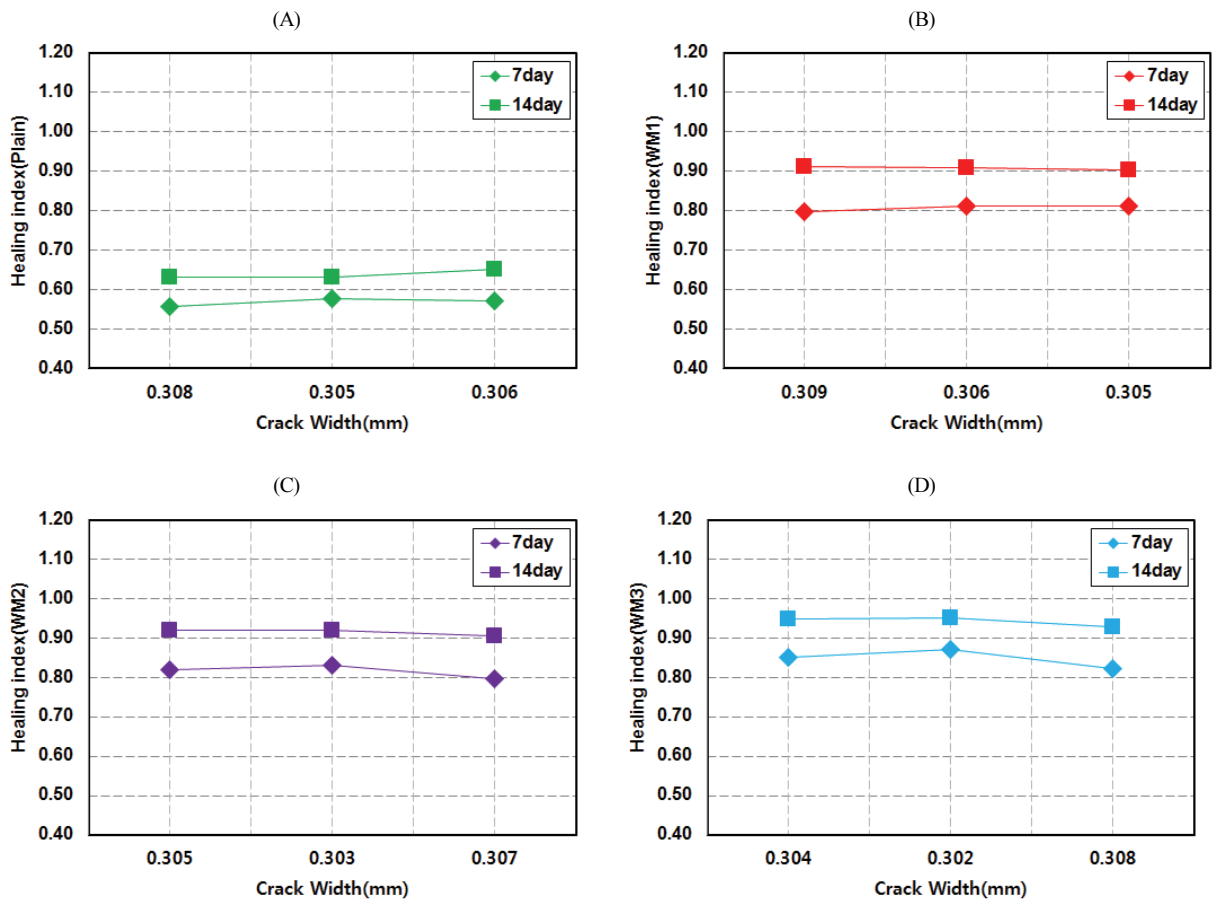 (A)
1.20
1.10
1.00
0.90
0.80
0.70
0.60
0.50
0.40
Healing index(Plain)
7day
14day
0.308 0.305 0.306
Crack Width(mm)
(B)
1.20
1.10
1.00
0.90
0.80
0.70
0.60
0.50
0.40
Healing index(WM1)
7day
14day
0.309 0.306 0.305
Crack Width(mm)
(C)
1.20
1.10
1.00
0.90
0.80
0.70
0.60
0.50
0.40
Healing index(WM2)
7day
14day
0.305 0.303 0.307
Crack Width(mm)
(D)
1.20
1.10
1.00
0.90
0.80
0.70
0.60
0.50
0.40
Healing index(WM3)
7day
14day
0.304 0.302 0.308
Crack Width(mm)